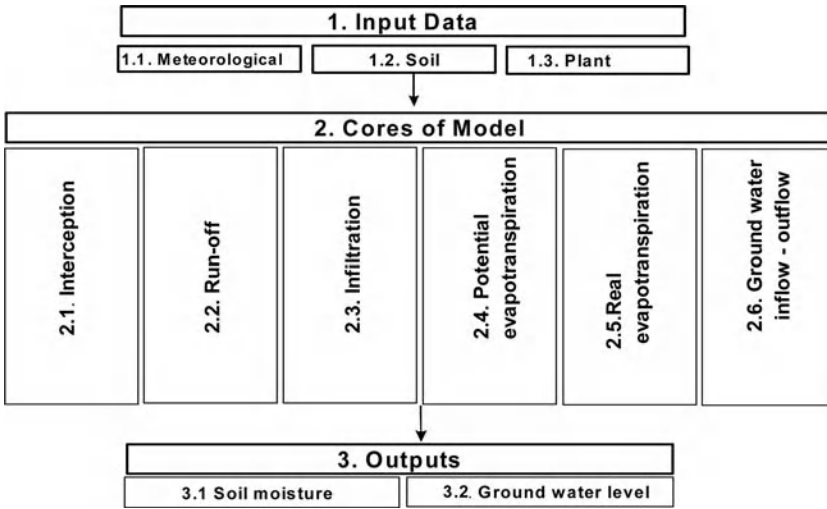 1. Input Data
1.1. Meteorological
1.2. Soil
1.3. Plant
2. Cores of Model
2.1. Interception
2.2. Run-off
2.3. Infiltration
2.4. Potential
evapotranspiration
2.5.Real
evapotranspiration
2.6. Ground water
inflow - outflow
3. Outputs
3.1 Soil moisture
3.2. Ground water level